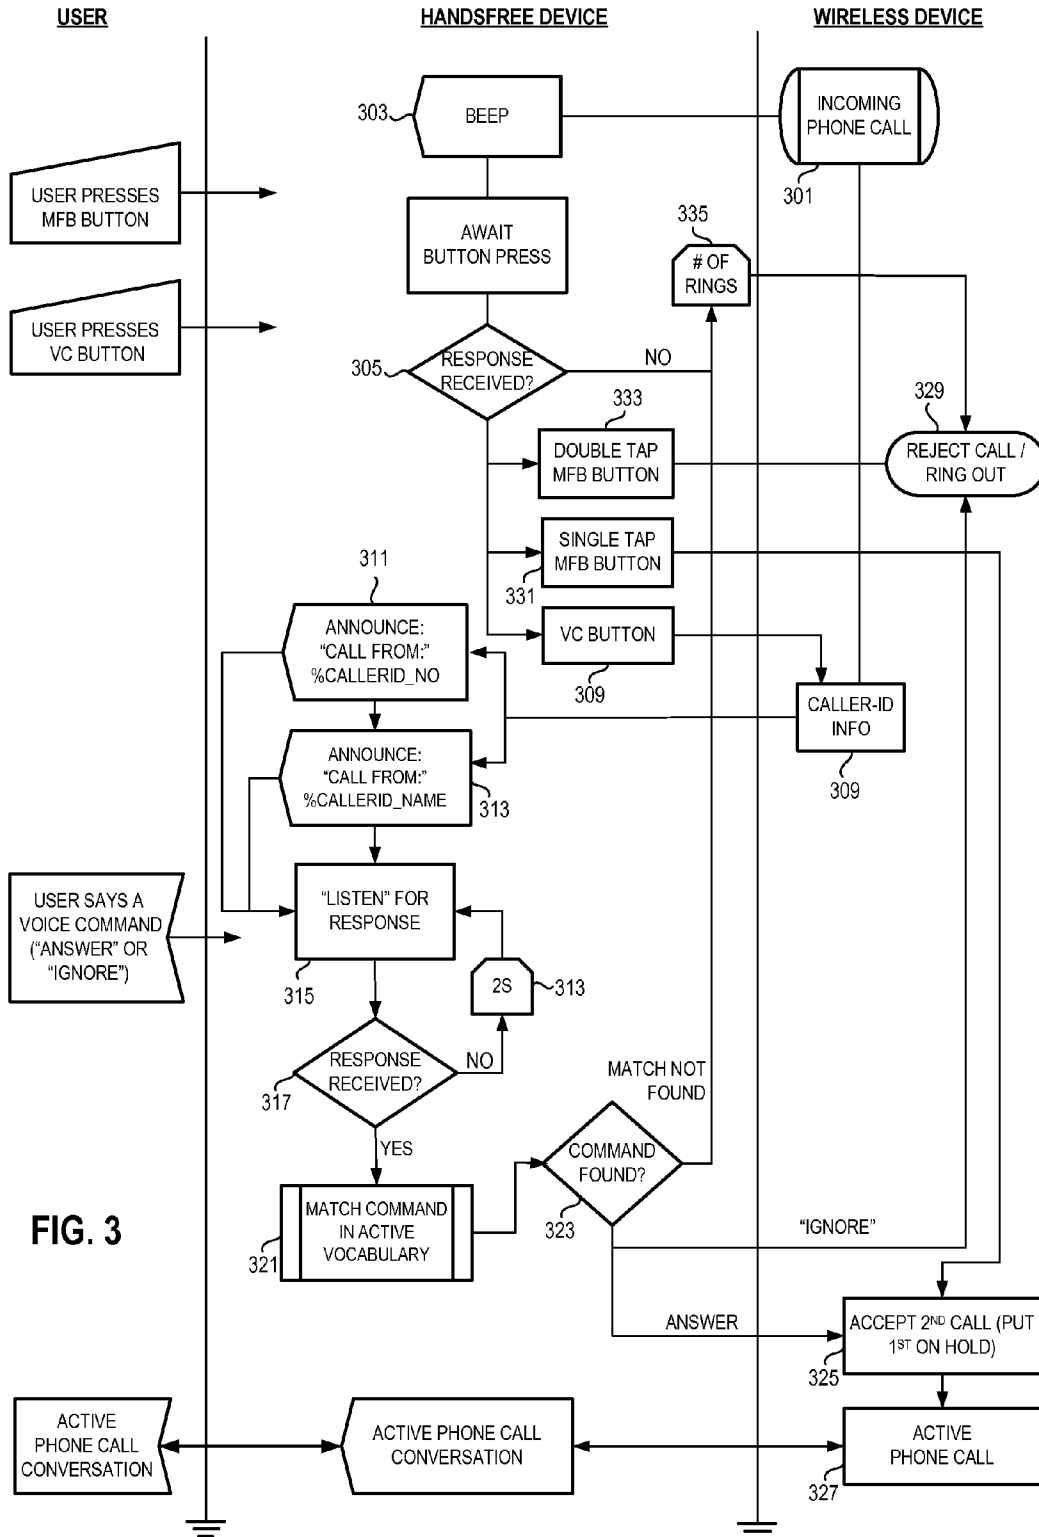 USER
HANDSFREE DEVICE
WIRELESS DEVICE
303
BEEP
INCOMING
PHONE CALL
301
USER PRESSES
MFB BUTTON
AWAIT
BUTTON PRESS
335
# OF
RINGS
USER PRESSES
VC BUTTON
305
RESPONSE
RECEIVED?
NO
333
DOUBLE TAP
MFB BUTTON
329
REJECT CALL /
RING OUT
SINGLE TAP
MFB BUTTON
331
311
ANNOUNCE:
“CALL FROM:”
%CALLERID_NO
VC BUTTON
309
CALLER-ID
INFO
309
ANNOUNCE:
“CALL FROM:”
%CALLERID_NAME
313
USER SAYS A
VOICE COMMAND
(“ANSWER” OR
“IGNORE”)
“LISTEN” FOR
RESPONSE
315
2S
313
RESPONSE
RECEIVED?
317
NO
YES
MATCH NOT
FOUND
COMMAND
FOUND?
323
MATCH COMMAND
IN ACTIVE
VOCABULARY
321
FIG. 3
“IGNORE”
ANSWER
ACCEPT 2ND CALL (PUT
1ST ON HOLD)
325
ACTIVE
PHONE CALL
CONVERSATION
ACTIVE PHONE CALL
CONVERSATION
ACTIVE
PHONE CALL
327